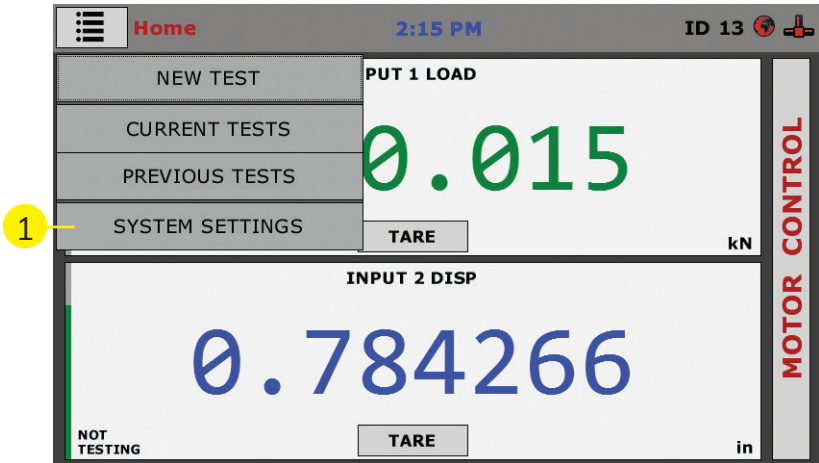 Home 2:15 PM ID 13
NEW TEST
CURRENT TESTS
PREVIOUS TESTS
SYSTEM SETTINGS
1
PUT 1 LOAD
0.015
TARE
kN
INPUT 2 DISP
0.784266
NOT
TESTING
TARE
in
MOTOR CONTROL